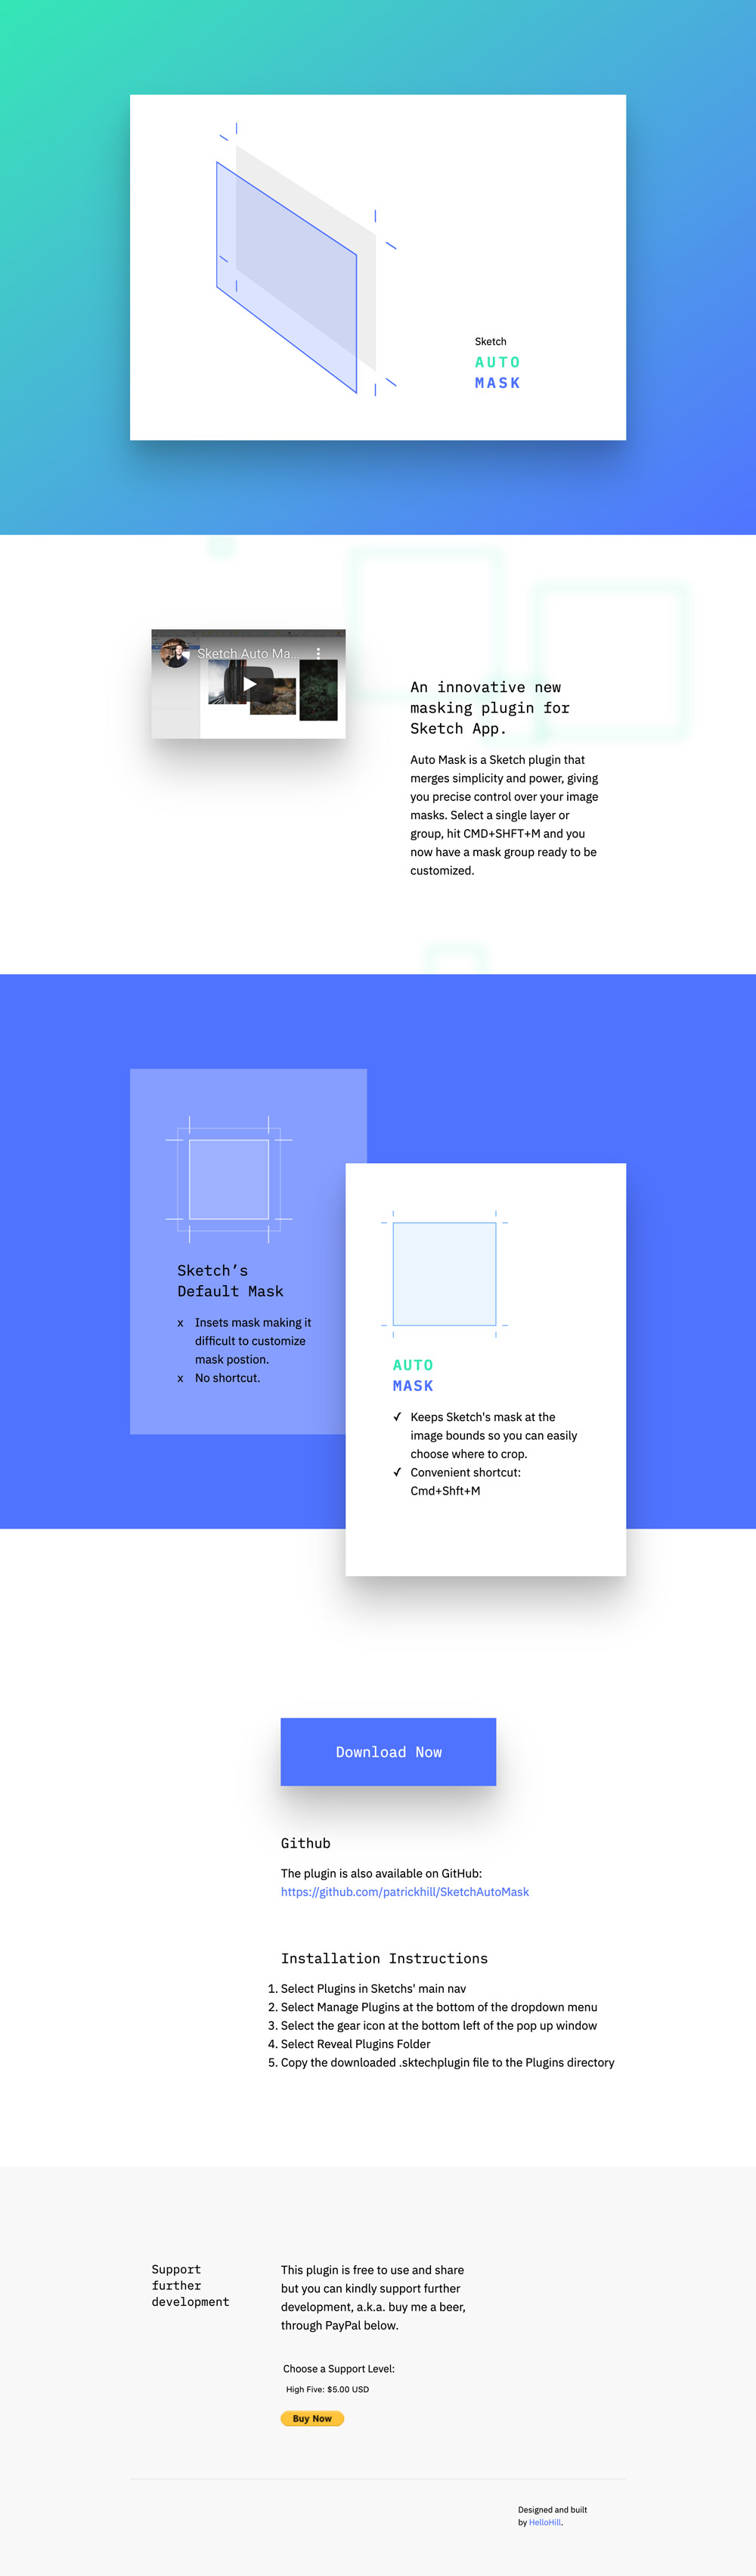 Sketch
AUTO
MASK
Sketch Auto Ma...
An innovative new
masking plugin for
Sketch App.
Auto Mask is a Sketch plugin that
merges simplicity and power, giving
you precise control over your image
masks. Select a single layer or
group, hit CMD+SHFT+M and you
now have a mask group ready to be
customized.
Sketch’s
Default Mask
x Insets mask making it
difficult to customize
mask postion.
x No shortcut.
AUTO
MASK
✓ Keeps Sketch's mask at the
image bounds so you can easily
choose where to crop.
✓ Convenient shortcut:
Cmd+Shft+M
Download Now
Github
The plugin is also available on GitHub:
https://github.com/patrickhill/SketchAutoMask
Installation Instructions
1. Select Plugins in Sketchs' main nav
2. Select Manage Plugins at the bottom of the dropdown menu
3. Select the gear icon at the bottom left of the pop up window
4. Select Reveal Plugins Folder
5. Copy the downloaded .sktechplugin file to the Plugins directory
Support
further
development
This plugin is free to use and share
but you can kindly support further
development, a.k.a. buy me a beer,
through PayPal below.
Choose a Support Level:
High Five: $5.00 USD
Buy Now
Designed and built
by HelloHill.